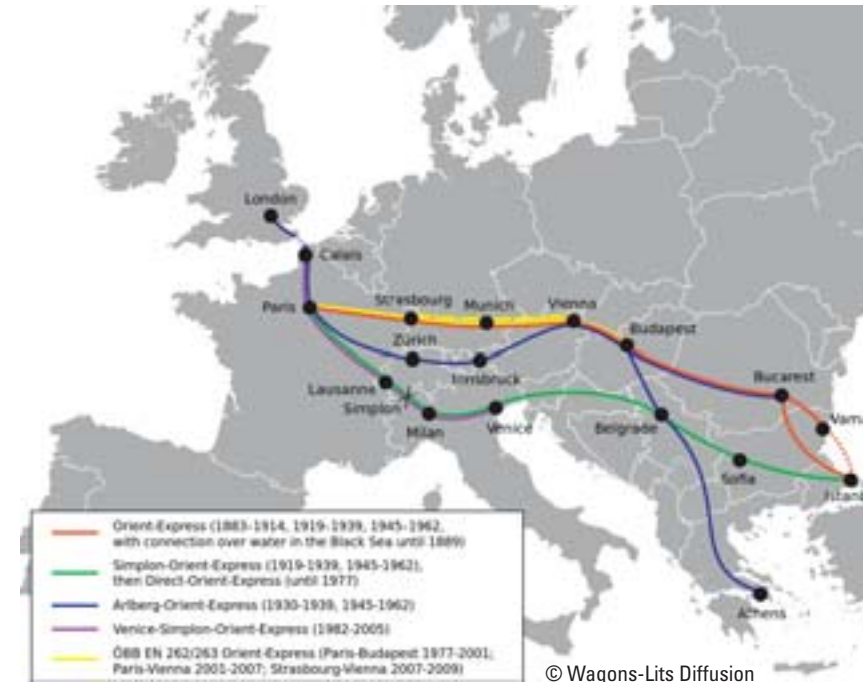 London
Calais
Paris
Strasbourg
Munich
Vienna
Zürich
Budapest
Innsbruck
Lausanne
Simplon
Milan
Venice
Bucarest
Varna
Belgrade
Sofia
Istanb
Athens
Orient-Express (1883-1914, 1919-1939, 1945-1962,
with connection over water in the Black Sea until 1889)
Simplon-Orient-Express (1919-1939, 1945-1962),
then Direct-Orient-Express (until 1977)
Arlberg-Orient-Express (1930-1939, 1945-1962)
Venice-Simplon-Orient-Express (1982-2005)
ÖBB EN 262/263 Orient-Express (Paris-Budapest 1977-2001;
Paris-Vienna 2001-2007; Strasbourg-Vienna 2007-2009)
© Wagons-Lits Diffusion